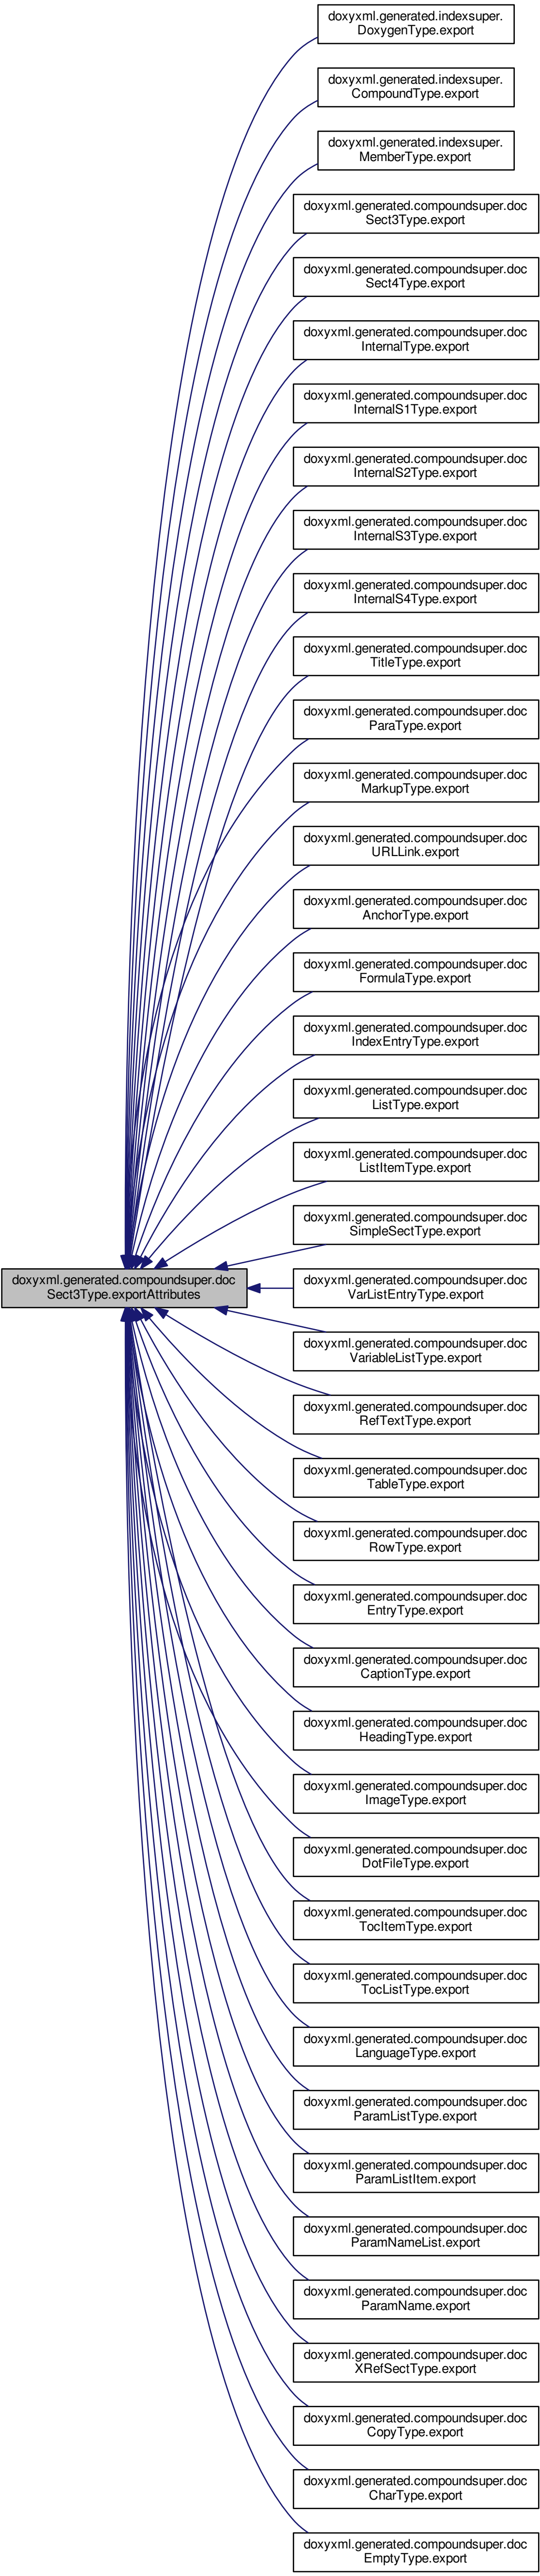 doxyxml.generated.indexsuper.
DoxygenType.export
doxyxml.generated.indexsuper.
CompoundType.export
doxyxml.generated.indexsuper.
MemberType.export
doxyxml.generated.compoundsuper.doc
Sect3Type.export
doxyxml.generated.compoundsuper.doc
Sect4Type.export
doxyxml.generated.compoundsuper.doc
InternalType.export
doxyxml.generated.compoundsuper.doc
InternalS1Type.export
doxyxml.generated.compoundsuper.doc
InternalS2Type.export
doxyxml.generated.compoundsuper.doc
InternalS3Type.export
doxyxml.generated.compoundsuper.doc
InternalS4Type.export
doxyxml.generated.compoundsuper.doc
TitleType.export
doxyxml.generated.compoundsuper.doc
ParaType.export
doxyxml.generated.compoundsuper.doc
MarkupType.export
doxyxml.generated.compoundsuper.doc
URLLink.export
doxyxml.generated.compoundsuper.doc
AnchorType.export
doxyxml.generated.compoundsuper.doc
FormulaType.export
doxyxml.generated.compoundsuper.doc
IndexEntryType.export
doxyxml.generated.compoundsuper.doc
ListType.export
doxyxml.generated.compoundsuper.doc
ListItemType.export
doxyxml.generated.compoundsuper.doc
SimpleSectType.export
doxyxml.generated.compoundsuper.doc
Sect3Type.exportAttributes
doxyxml.generated.compoundsuper.doc
VarListEntryType.export
doxyxml.generated.compoundsuper.doc
VariableListType.export
doxyxml.generated.compoundsuper.doc
RefTextType.export
doxyxml.generated.compoundsuper.doc
TableType.export
doxyxml.generated.compoundsuper.doc
RowType.export
doxyxml.generated.compoundsuper.doc
EntryType.export
doxyxml.generated.compoundsuper.doc
CaptionType.export
doxyxml.generated.compoundsuper.doc
HeadingType.export
doxyxml.generated.compoundsuper.doc
ImageType.export
doxyxml.generated.compoundsuper.doc
DotFileType.export
doxyxml.generated.compoundsuper.doc
TocItemType.export
doxyxml.generated.compoundsuper.doc
TocListType.export
doxyxml.generated.compoundsuper.doc
LanguageType.export
doxyxml.generated.compoundsuper.doc
ParamListType.export
doxyxml.generated.compoundsuper.doc
ParamListItem.export
doxyxml.generated.compoundsuper.doc
ParamNameList.export
doxyxml.generated.compoundsuper.doc
ParamName.export
doxyxml.generated.compoundsuper.doc
XRefSectType.export
doxyxml.generated.compoundsuper.doc
CopyType.export
doxyxml.generated.compoundsuper.doc
CharType.export
doxyxml.generated.compoundsuper.doc
EmptyType.export